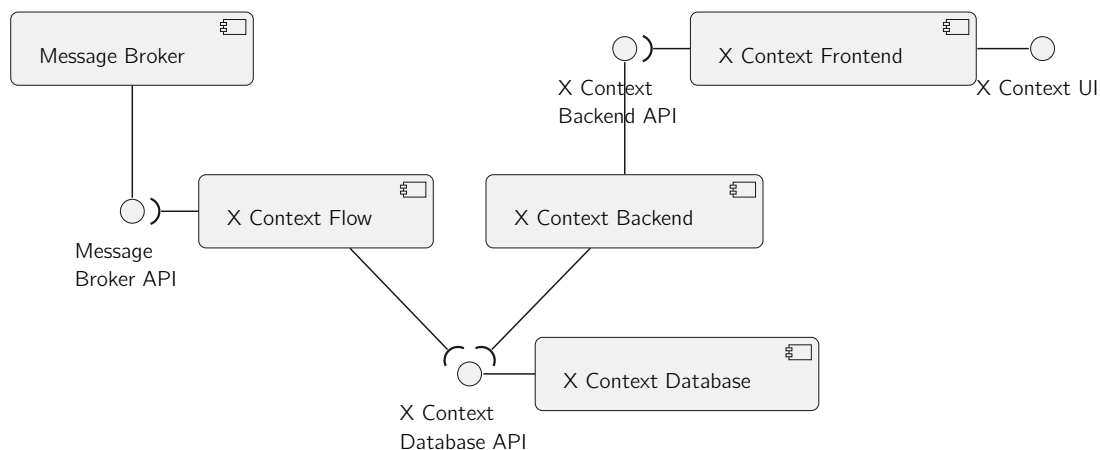 Message Broker
X Context Frontend
X Context
Backend API
X Context UI
X Context Flow
X Context Backend
Message
Broker API
X Context Database
X Context
Database API